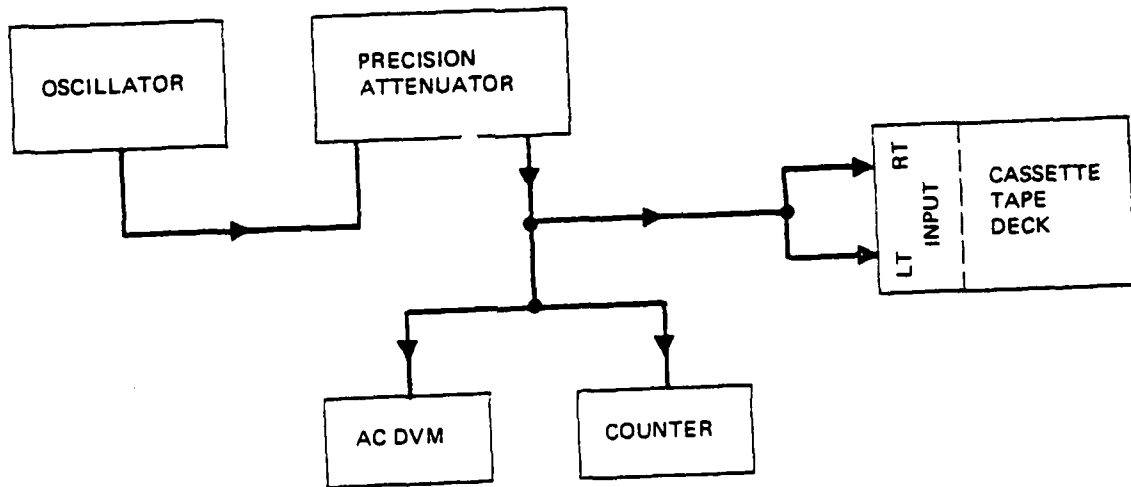 OSCILLATOR
PRECISION
ATTENUATOR
RT
LT
INPUT
CASSETTE
TAPE
DECK
AC DVM
COUNTER